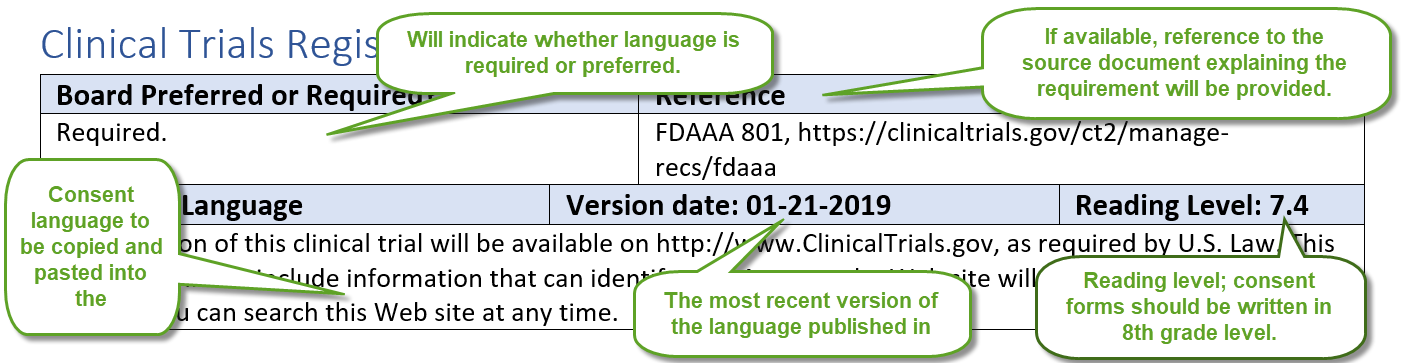 Clinical Trials Regis
Will indicate whether language is
required or preferred.
If available, reference to the
source document explaining the
requirement will be provided.
Board Preferred or Required?
Reference
Required.
FDAAA 801, https://clinicaltrials.gov/ct2/manage-
recs/fdaaa
Consent
language to
be copied and
pasted into
the
Language
Version date: 01-21-2019
Reading Level: 7.4
on of this clinical trial will be available on http://www.ClinicalTrials.gov, as required by U.S. Law. This
include information that can identif
site wil
u can search this Web site at any time.
The most recent version of
the language published in
Reading level; consent
forms should be written in
8th grade level.